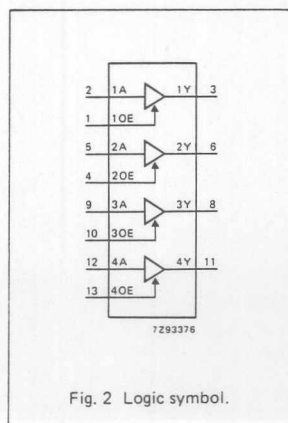 2 1A 1Y 3
1 1OE
5 2A 2Y 6
4 2OE
9 3A 3Y 8
10 3OE
12 4A 4Y 11
13 4OE
7Z93376
Fig. 2 Logic symbol.